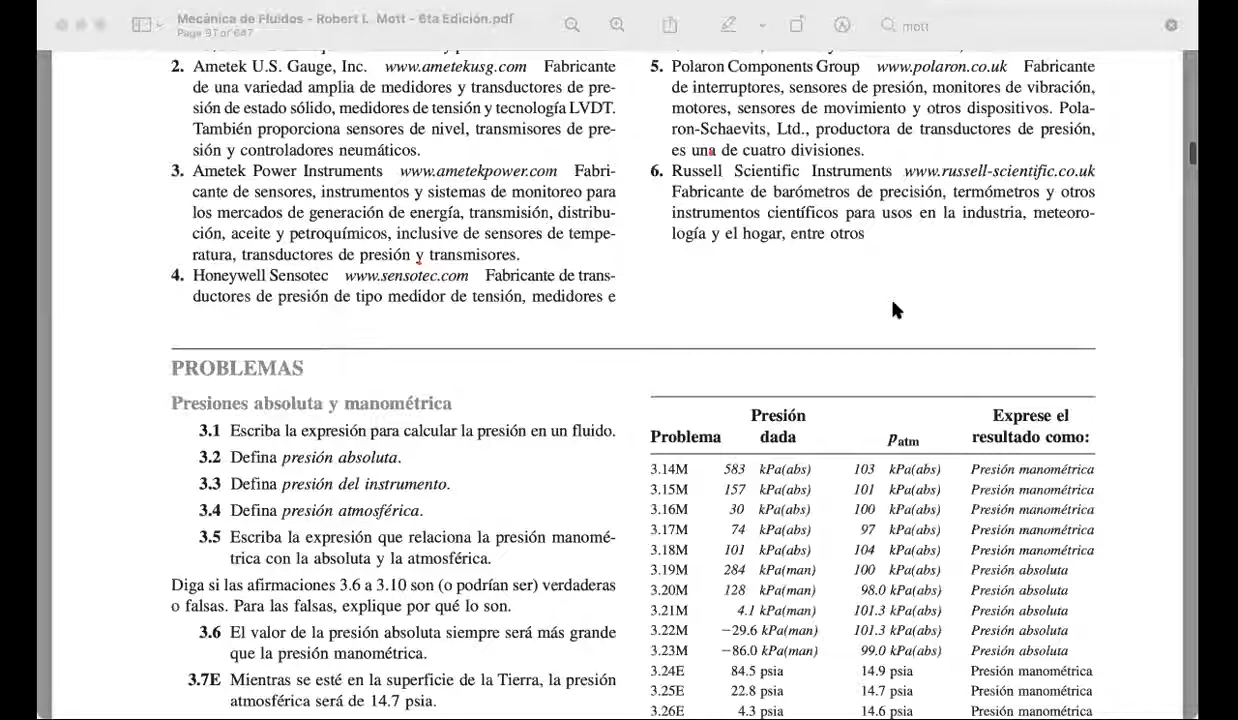 Mecánica de Fluidos - Robert L. Mott - 6ta Edición.pdf
Page 97 of 647
mott
2. Ametek U.S. Gauge, Inc. www.ametekusg.com Fabricante
de una variedad amplia de medidores y transductores de pre-
sión de estado sólido, medidores de tensión y tecnología LVDT.
También proporciona sensores de nivel, transmisores de pre-
sión y controladores neumáticos.
3. Ametek Power Instruments www.ametekpower.com Fabri-
cante de sensores, instrumentos y sistemas de monitoreo para
los mercados de generación de energía, transmisión, distribu-
ción, aceite y petroquímicos, inclusive de sensores de tempe-
ratura, transductores de presión y transmisores.
4. Honeywell Sensotec www.sensotec.com Fabricante de trans-
ductores de presión de tipo medidor de tensión, medidores e
5. Polaron Components Group www.polaron.co.uk Fabricante
de interruptores, sensores de presión, monitores de vibración,
motores, sensores de movimiento y otros dispositivos. Pola-
ron-Schaevits, Ltd., productora de transductores de presión,
es una de cuatro divisiones.
6. Russell Scientific Instruments www.russell-scientific.co.uk
Fabricante de barómetros de precisión, termómetros y otros
instrumentos científicos para usos en la industria, meteoro-
logía y el hogar, entre otros
PROBLEMAS
Presiones absoluta y manométrica
3.1 Escriba la expresión para calcular la presión en un fluido.
3.2 Defina presión absoluta.
3.3 Defina presión del instrumento.
3.4 Defina presión atmosférica.
3.5 Escriba la expresión que relaciona la presión manomé-
trica con la absoluta y la atmosférica.
Diga si las afirmaciones 3.6 a 3.10 son (o podrían ser) verdaderas
o falsas. Para las falsas, explique por qué lo son.
3.6 El valor de la presión absoluta siempre será más grande
que la presión manométrica.
3.7E Mientras se esté en la superficie de la Tierra, la presión
atmosférica será de 14.7 psia.
Presión Exprese el
Problema dada patm resultado como:
3.14M 583 kPa(abs) 103 kPa(abs) Presión manométrica
3.15M 157 kPa(abs) 101 kPa(abs) Presión manométrica
3.16M 30 kPa(abs) 100 kPa(abs) Presión manométrica
3.17M 74 kPa(abs) 97 kPa(abs) Presión manométrica
3.18M 101 kPa(abs) 104 kPa(abs) Presión manométrica
3.19M 284 kPa(man) 100 kPa(abs) Presión absoluta
3.20M 128 kPa(man) 98.0 kPa(abs) Presión absoluta
3.21M 4.1 kPa(man) 101.3 kPa(abs) Presión absoluta
3.22M −29.6 kPa(man) 101.3 kPa(abs) Presión absoluta
3.23M −86.0 kPa(man) 99.0 kPa(abs) Presión absoluta
3.24E 84.5 psia 14.9 psia Presión manométrica
3.25E 22.8 psia 14.7 psia Presión manométrica
3.26E 4.3 psia 14.6 psia Presión manométrica